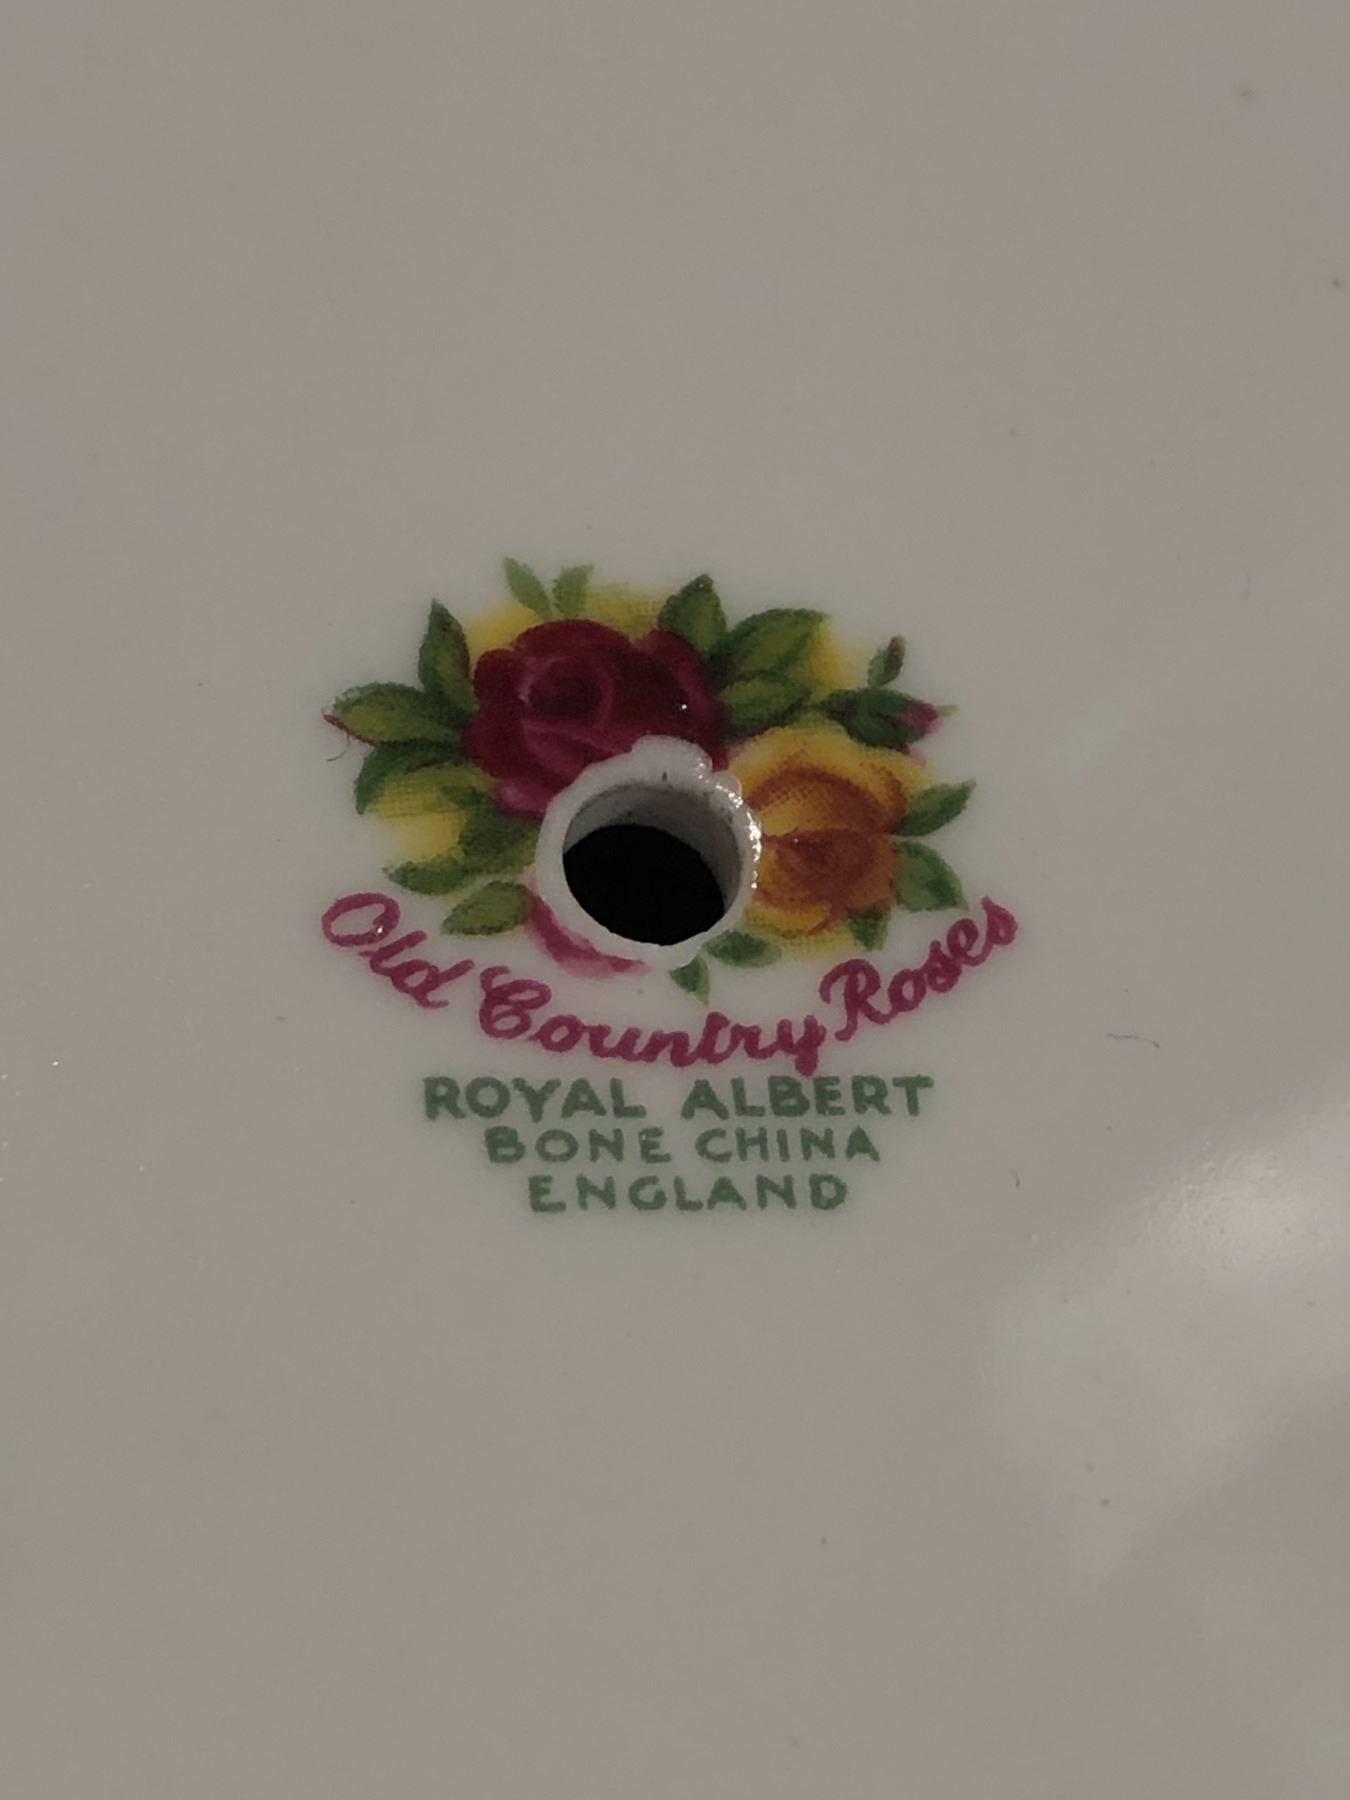 Old Country Roses
ROYAL ALBERT
BONE CHINA
ENGLAND